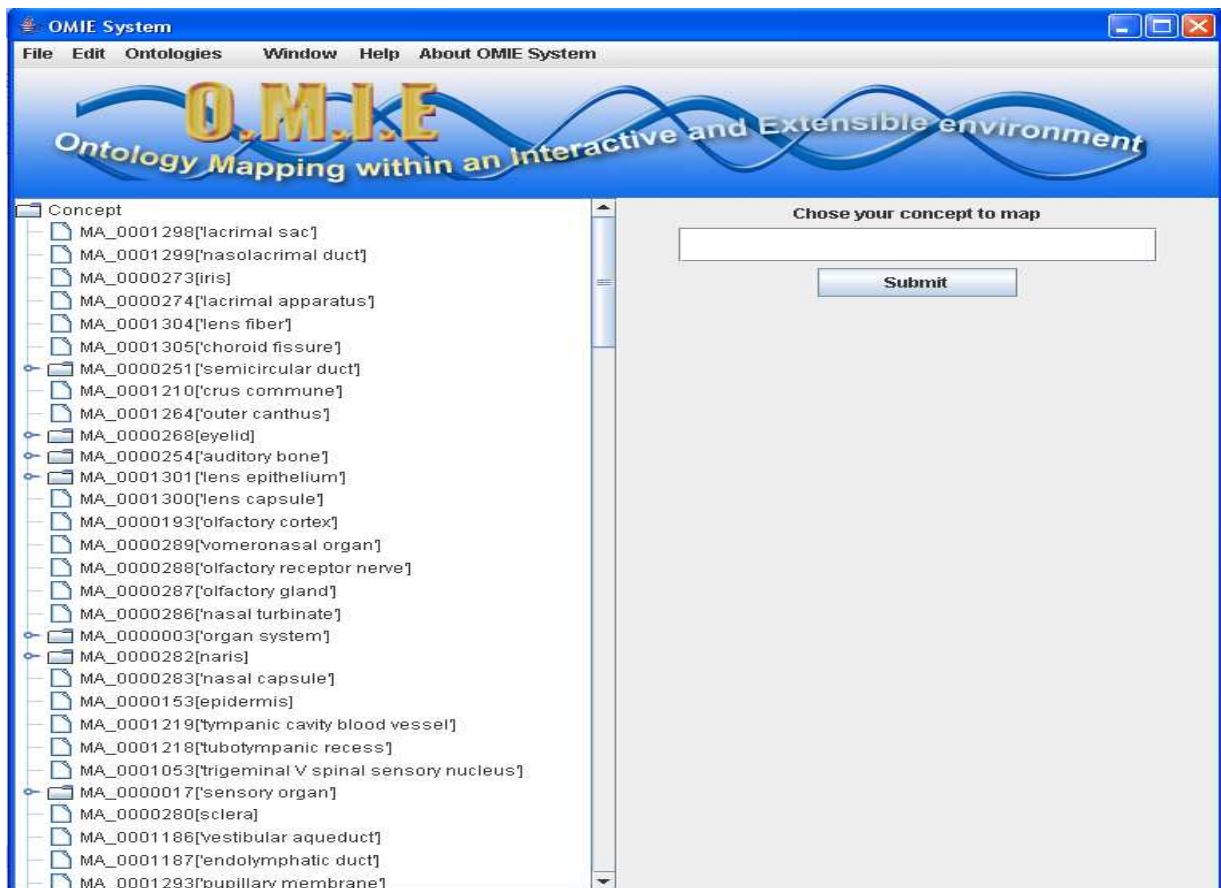 OMIE System
File Edit Ontologies Window Help About OMIE System
O.M.I.E
Ontology Mapping within an Interactive and Extensible environment
Concept
MA_0001298['lacrimal sac']
MA_0001299['nasolacrimal duct']
MA_0000273[iris]
MA_0000274['lacrimal apparatus']
MA_0001304['lens fiber']
MA_0001305['choroid fissure']
MA_0000251['semicircular duct']
MA_0001210['crus commune']
MA_0001264['outer canthus']
MA_0000268[eyelid]
MA_0000254['auditory bone']
MA_0001301['lens epithelium']
MA_0001300['lens capsule']
MA_0000193['olfactory cortex']
MA_0000289['vomeronasal organ']
MA_0000288['olfactory receptor nerve']
MA_0000287['olfactory gland']
MA_0000286['nasal turbinate']
MA_0000003['organ system']
MA_0000282[naris]
MA_0000283['nasal capsule']
MA_0000153[epidermis]
MA_0001219['tympanic cavity blood vessel']
MA_0001218['tubotympanic recess']
MA_0001053['trigeminal V spinal sensory nucleus']
MA_0000017['sensory organ']
MA_0000280[sclera]
MA_0001186['vestibular aqueduct']
MA_0001187['endolymphatic duct']
MA_0001293['pupillary membrane']
Chose your concept to map
Submit